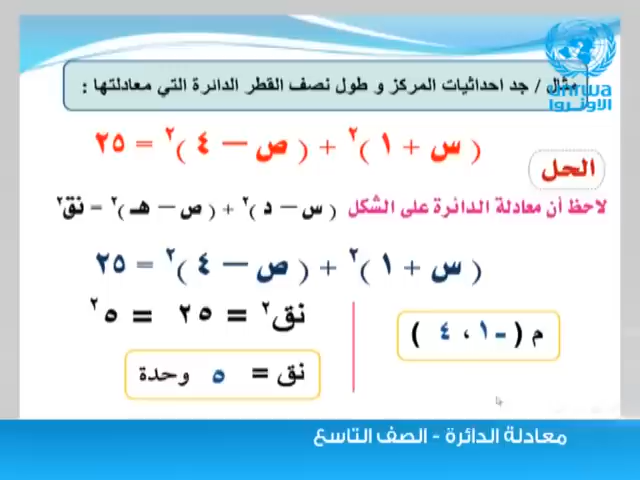 unrwa
الأونروا
مثال / جد احداثيات المركز و طول نصف القطر الدائرة التي معادلتها :
( س + ١ )٢ + ( ص – ٤ )٢ = ٢٥
الحل
لاحظ أن معادلة الدائرة على الشكل ( س – د )٢ + ( ص – هـ )٢ = نق٢
( س + ١ )٢ + ( ص – ٤ )٢ = ٢٥
م ( -١ ، ٤ )
نق٢ = ٢٥ = ٥٢
نق = ٥ وحدة
معادلة الدائرة - الصف التاسع